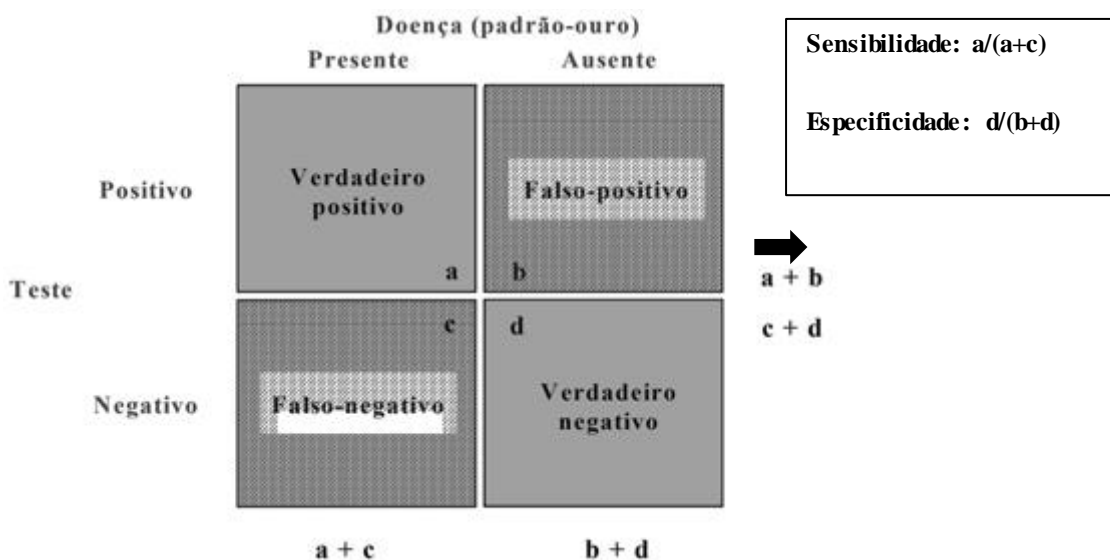 Doença (padrão-ouro)
Presente
Ausente
Sensibilidade: a/(a+c)
Especificidade: d/(b+d)
Teste
Positivo
Verdadeiro
positivo
a
Falso-positivo
b
a + b
c + d
Negativo
c
Falso-negativo
d
Verdadeiro
negativo
a + c
b + d